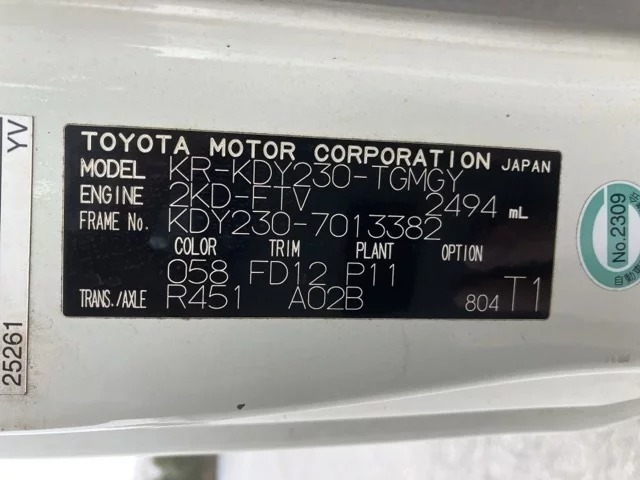 TOYOTA MOTOR CORPORATION JAPAN
MODEL KR-KDY230-TGMGY
ENGINE 2KD-FTV 2494 mL
FRAME No. KDY230-7013382
COLOR TRIM PLANT OPTION
058 FD12 P11
TRANS./AXLE R451 A02B 804 T1
25261 YV
No.2309